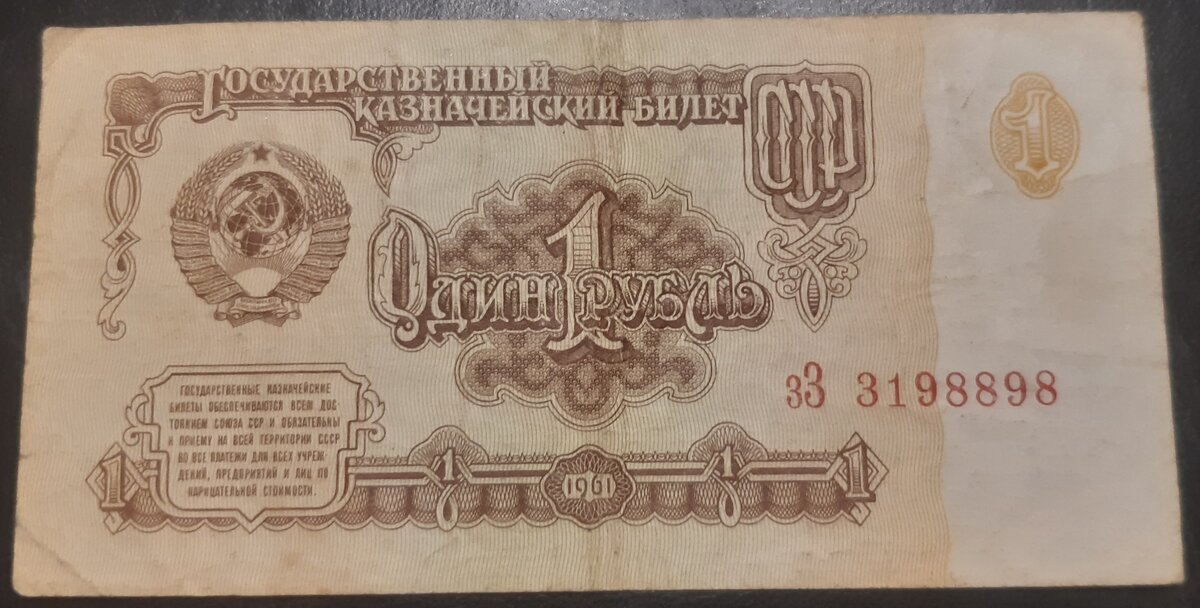 ГОСУДАРСТВЕННЫЙ
КАЗНАЧЕЙСКИЙ БИЛЕТ
СССР
1
ОДИН 1 РУБЛЬ
зЗ 3198898
ГОСУДАРСТВЕННЫЕ КАЗНАЧЕЙСКИЕ
БИЛЕТЫ ОБЕСПЕЧИВАЮТСЯ ВСЕМ ДОС-
ТОЯНИЕМ СОЮЗА ССР И ОБЯЗАТЕЛЬНЫ
К ПРИЕМУ НА ВСЕЙ ТЕРРИТОРИИ СССР
ВО ВСЕ ПЛАТЕЖИ ДЛЯ ВСЕХ УЧРЕЖ-
ДЕНИЙ, ПРЕДПРИЯТИЙ И ЛИЦ ПО
НАРИЦАТЕЛЬНОЙ СТОИМОСТИ.
1 1 1961 1 1